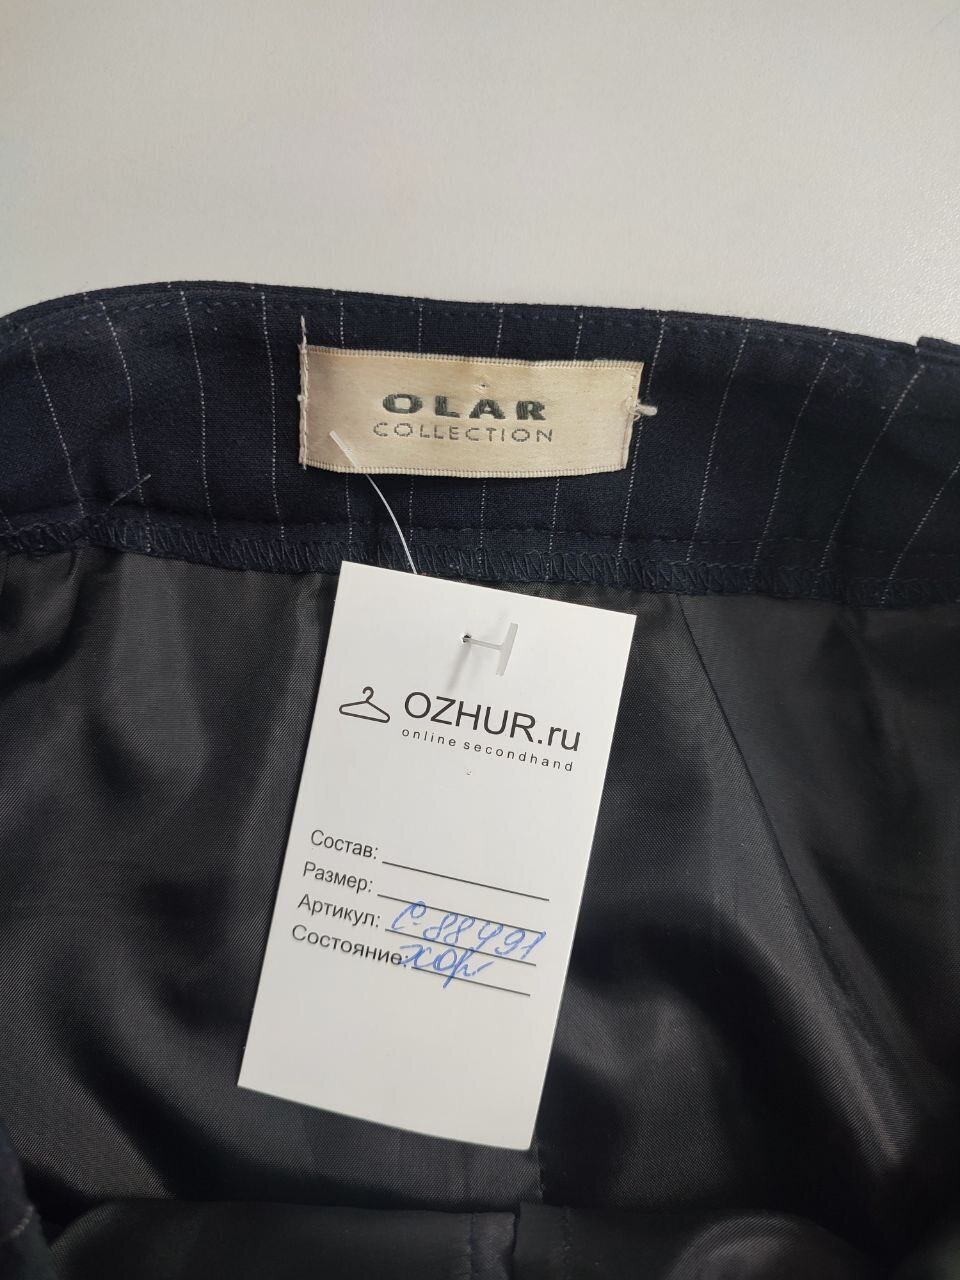 OLAR
COLLECTION
OZHUR.ru
online secondhand
Состав:
Размер:
Артикул: С-88491
Состояние: хор